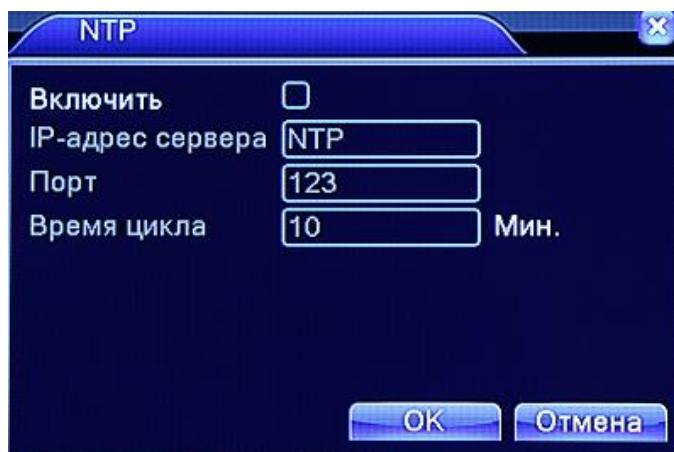 NTP
Включить
IP-адрес сервера NTP
Порт 123
Время цикла 10 Мин.
OK Отмена